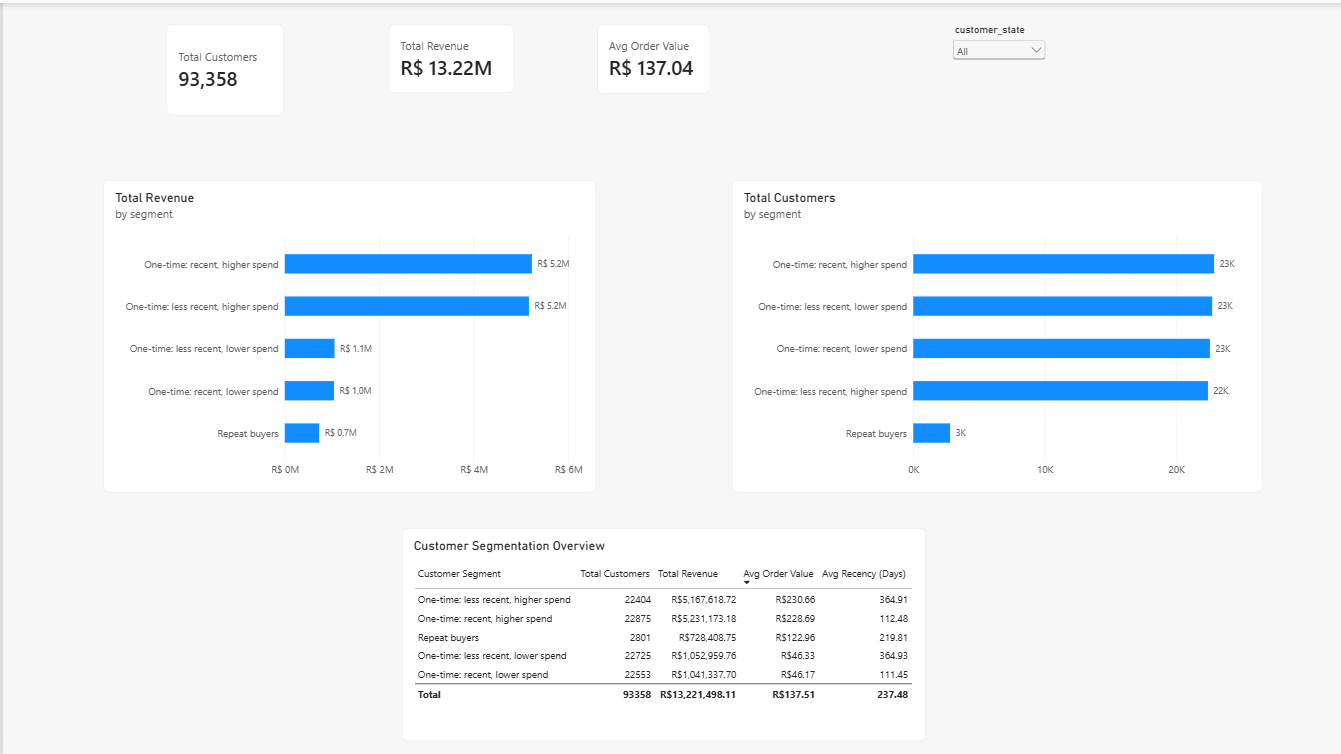 Total Customers
93,358
Total Revenue
R$ 13.22M
Avg Order Value
R$ 137.04
customer_state
All
Total Revenue
by segment
One-time: recent, higher spend R$ 5.2M
One-time: less recent, higher spend R$ 5.2M
One-time: less recent, lower spend R$ 1.1M
One-time: recent, lower spend R$ 1.0M
Repeat buyers R$ 0.7M
R$ 0M R$ 2M R$ 4M R$ 6M
Total Customers
by segment
One-time: recent, higher spend 23K
One-time: less recent, lower spend 23K
One-time: recent, lower spend 23K
One-time: less recent, higher spend 22K
Repeat buyers 3K
0K 10K 20K
Customer Segmentation Overview
Customer Segment Total Customers Total Revenue Avg Order Value Avg Recency (Days)
One-time: less recent, higher spend 22404 R$5,167,618.72 R$230.66 364.91
One-time: recent, higher spend 22875 R$5,231,173.18 R$228.69 112.48
Repeat buyers 2801 R$728,408.75 R$122.96 219.81
One-time: less recent, lower spend 22725 R$1,052,959.76 R$46.33 364.93
One-time: recent, lower spend 22553 R$1,041,337.70 R$46.17 111.45
Total 93358 R$13,221,498.11 R$137.51 237.48